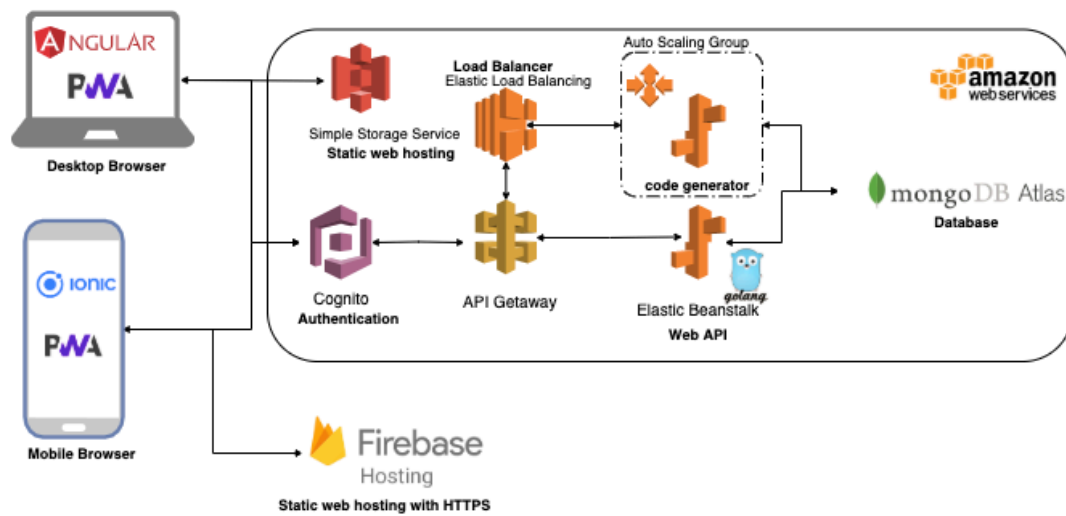 ANGULAR
PWA
Desktop Browser
IONIC
PWA
Mobile Browser
Simple Storage Service
Static web hosting
Load Balancer
Elastic Load Balancing
Auto Scaling Group
code generator
amazon
webservices
mongoDB Atlas
Database
Cognito
Authentication
API Getaway
golang
Elastic Beanstalk
Web API
Firebase
Hosting
Static web hosting with HTTPS